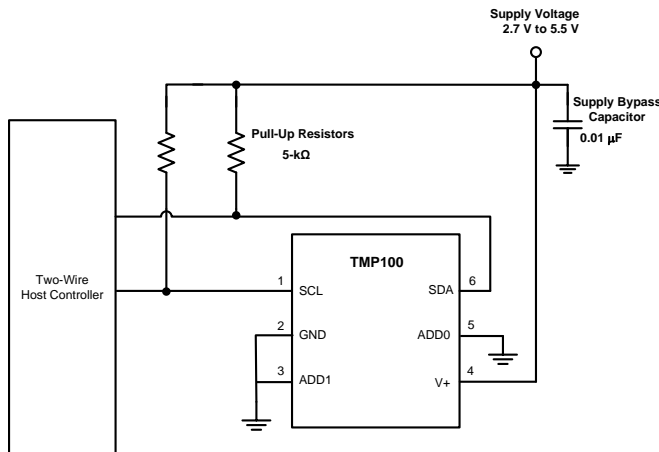 Supply Voltage
2.7 V to 5.5 V
Supply Bypass
Capacitor
0.01 µF
Pull-Up Resistors
5-kΩ
Two-Wire
Host Controller
TMP100
1
SCL
SDA
6
2
GND
ADD0
5
3
ADD1
V+
4